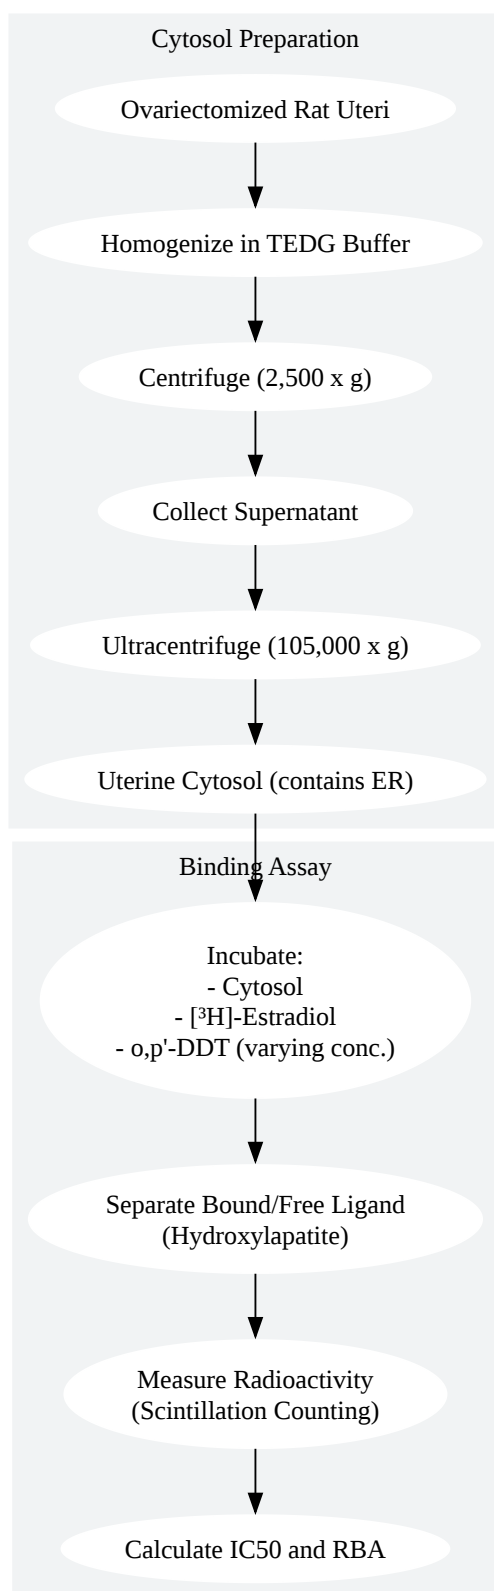 Cytosol Preparation
Ovariectomized Rat Uteri
Homogenize in TEDG Buffer
Centrifuge (2,500 x g)
Collect Supernatant
Ultracentrifuge (105,000 x g)
Uterine Cytosol (contains ER)
Binding Assay
Incubate:
- Cytosol
- [³H]-Estradiol
- o,p'-DDT (varying conc.)
Separate Bound/Free Ligand
(Hydroxylapatite)
Measure Radioactivity
(Scintillation Counting)
Calculate IC50 and RBA